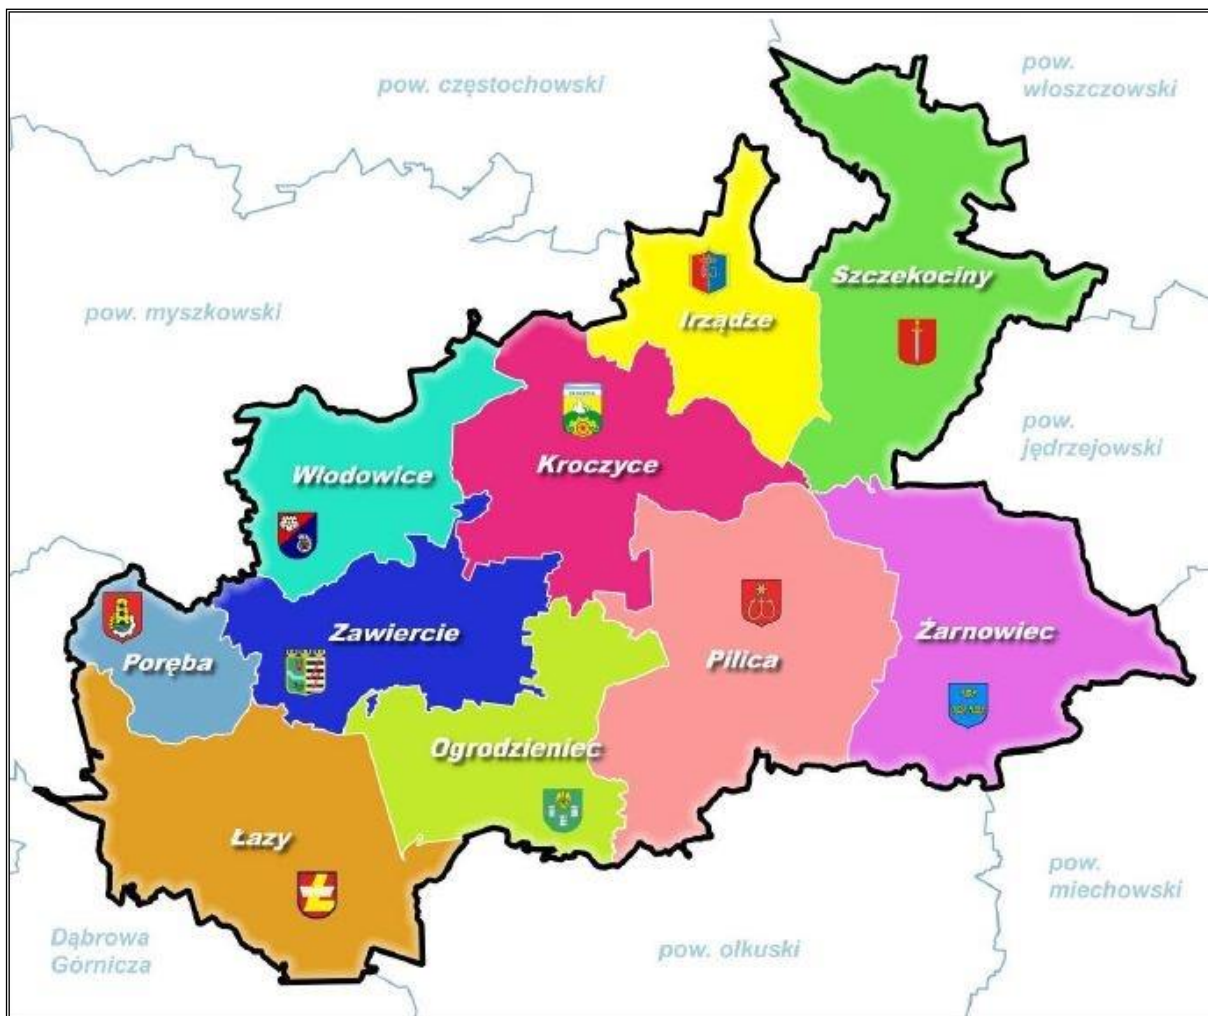 pow. częstochowski
pow.
włoszczowski
Szczekociny
pow. myszkowski
Irządze
pow.
jędrzejowski
Kroczyce
Włodowice
Zawiercie
Żarnowiec
Poręba
Pilica
Ogrodzieniec
Łazy
pow.
miechowski
Dąbrowa
Górnicza
pow. olkuski